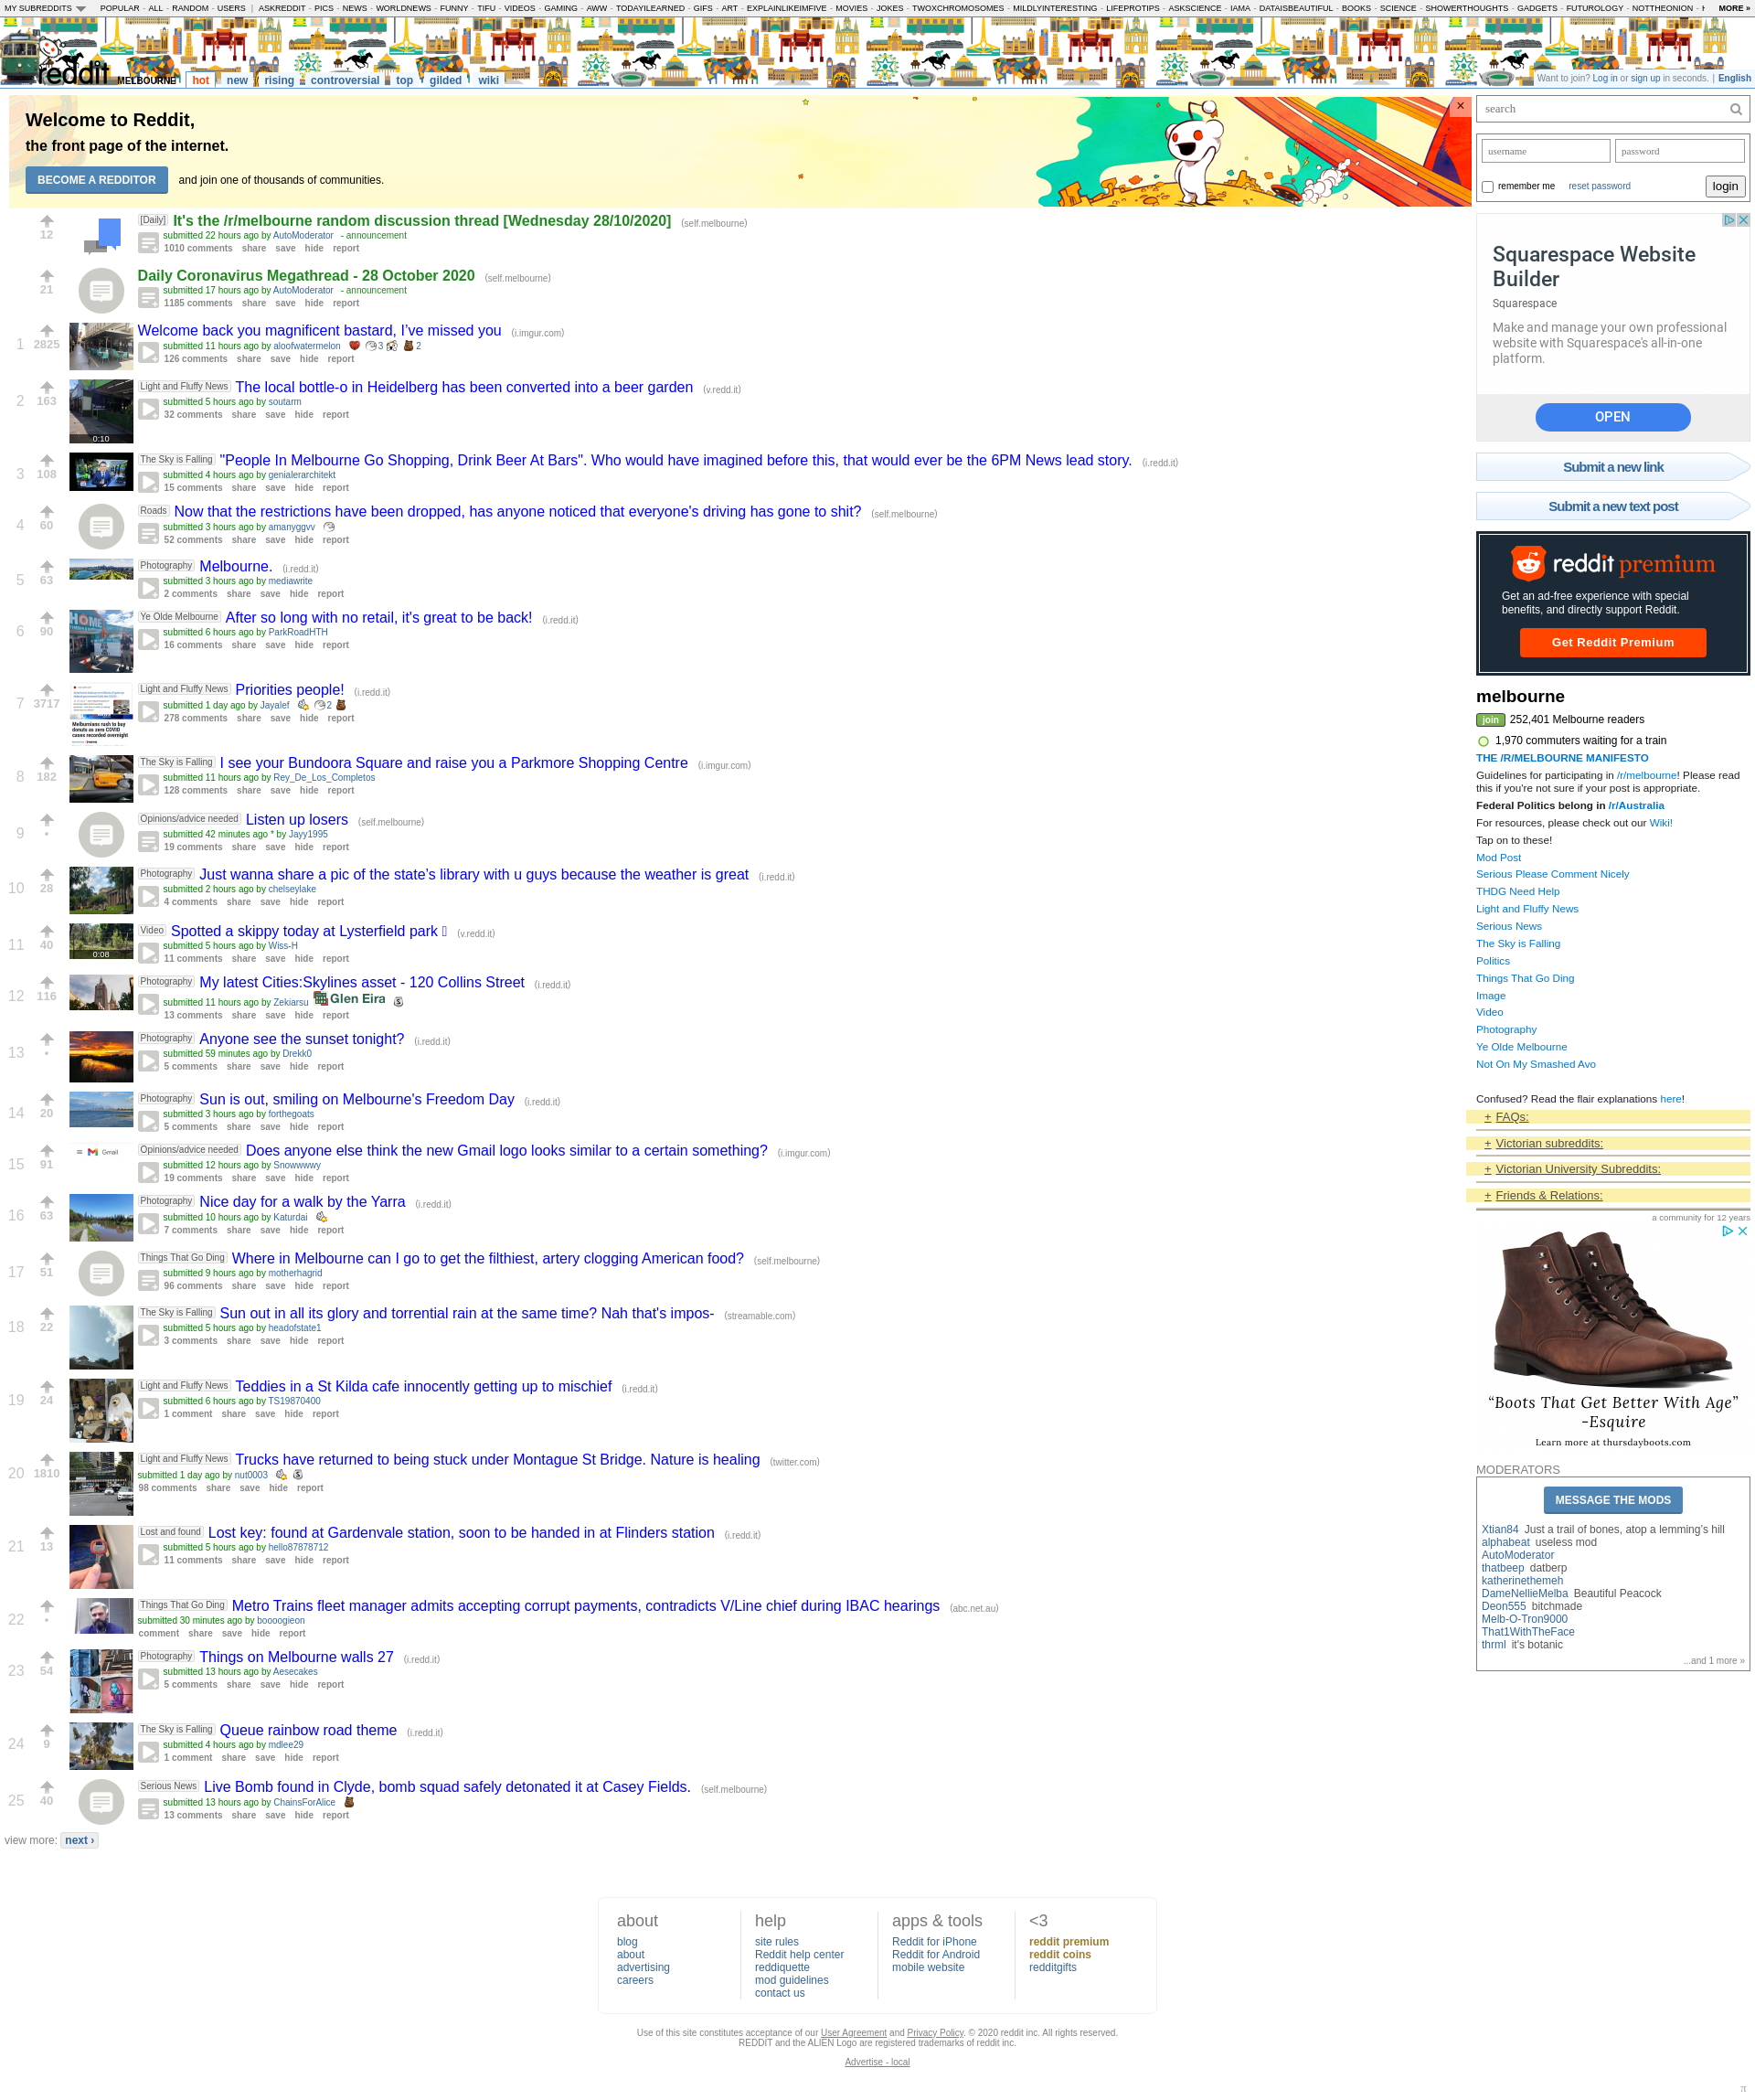 MY SUBREDDITS POPULAR - ALL - RANDOM - USERS | ASKREDDIT - PICS - NEWS - WORLDNEWS - FUNNY - TIFU - VIDEOS - GAMING - AWW - TODAYILEARNED - GIFS - ART - EXPLAINLIKEIMFIVE - MOVIES - JOKES - TWOXCHROMOSOMES - MILDLYINTERESTING - LIFEPROTIPS - ASKSCIENCE - IAMA - DATAISBEAUTIFUL - BOOKS - SCIENCE - SHOWERTHOUGHTS - GADGETS - FUTUROLOGY - NOTTHEONION - MORE »
reddit MELBOURNE hot new rising controversial top gilded wiki
Want to join? Log in or sign up in seconds. | English
Welcome to Reddit,
the front page of the internet.
BECOME A REDDITOR and join one of thousands of communities.
12
[Daily] It's the /r/melbourne random discussion thread [Wednesday 28/10/2020] (self.melbourne)
submitted 22 hours ago by AutoModerator - announcement
1010 comments share save hide report
21
Daily Coronavirus Megathread - 28 October 2020 (self.melbourne)
submitted 17 hours ago by AutoModerator - announcement
1185 comments share save hide report
1 2825
Welcome back you magnificent bastard, I've missed you (i.imgur.com)
submitted 11 hours ago by aloofwatermelon 3 2
126 comments share save hide report
2 163
0:10
Light and Fluffy News The local bottle-o in Heidelberg has been converted into a beer garden (v.redd.it)
submitted 5 hours ago by soutarm
32 comments share save hide report
3 108
The Sky is Falling "People In Melbourne Go Shopping, Drink Beer At Bars". Who would have imagined before this, that would ever be the 6PM News lead story. (i.redd.it)
submitted 4 hours ago by genialerarchitekt
15 comments share save hide report
4 60
Roads Now that the restrictions have been dropped, has anyone noticed that everyone's driving has gone to shit? (self.melbourne)
submitted 3 hours ago by amanyggvv
52 comments share save hide report
5 63
Photography Melbourne. (i.redd.it)
submitted 3 hours ago by mediawrite
2 comments share save hide report
6 90
HOME
Ye Olde Melbourne After so long with no retail, it's great to be back! (i.redd.it)
submitted 6 hours ago by ParkRoadHTH
16 comments share save hide report
7 3717
Melburnians rush to buy donuts as zero COVID cases recorded overnight
Light and Fluffy News Priorities people! (i.redd.it)
submitted 1 day ago by Jayalef 2
278 comments share save hide report
8 182
The Sky is Falling I see your Bundoora Square and raise you a Parkmore Shopping Centre (i.imgur.com)
submitted 11 hours ago by Rey_De_Los_Completos
128 comments share save hide report
9 •
Opinions/advice needed Listen up losers (self.melbourne)
submitted 42 minutes ago * by Jayy1995
19 comments share save hide report
10 28
Photography Just wanna share a pic of the state's library with u guys because the weather is great (i.redd.it)
submitted 2 hours ago by chelseylake
4 comments share save hide report
11 40
0:08
Video Spotted a skippy today at Lysterfield park (v.redd.it)
submitted 5 hours ago by Wiss-H
11 comments share save hide report
12 116
Photography My latest Cities:Skylines asset - 120 Collins Street (i.redd.it)
submitted 11 hours ago by Zekiarsu Glen Eira
13 comments share save hide report
13 •
Photography Anyone see the sunset tonight? (i.redd.it)
submitted 59 minutes ago by Drekk0
5 comments share save hide report
14 20
Photography Sun is out, smiling on Melbourne's Freedom Day (i.redd.it)
submitted 3 hours ago by forthegoats
5 comments share save hide report
15 91
Gmail
Opinions/advice needed Does anyone else think the new Gmail logo looks similar to a certain something? (i.imgur.com)
submitted 12 hours ago by Snowwwwy
19 comments share save hide report
16 63
Photography Nice day for a walk by the Yarra (i.redd.it)
submitted 10 hours ago by Katurdai
7 comments share save hide report
17 51
Things That Go Ding Where in Melbourne can I go to get the filthiest, artery clogging American food? (self.melbourne)
submitted 9 hours ago by motherhagrid
96 comments share save hide report
18 22
The Sky is Falling Sun out in all its glory and torrential rain at the same time? Nah that's impos- (streamable.com)
submitted 5 hours ago by headofstate1
3 comments share save hide report
19 24
Light and Fluffy News Teddies in a St Kilda cafe innocently getting up to mischief (i.redd.it)
submitted 6 hours ago by TS19870400
1 comment share save hide report
20 1810
Light and Fluffy News Trucks have returned to being stuck under Montague St Bridge. Nature is healing (twitter.com)
submitted 1 day ago by nut0003
98 comments share save hide report
21 13
Lost and found Lost key: found at Gardenvale station, soon to be handed in at Flinders station (i.redd.it)
submitted 5 hours ago by hello87878712
11 comments share save hide report
22 •
Things That Go Ding Metro Trains fleet manager admits accepting corrupt payments, contradicts V/Line chief during IBAC hearings (abc.net.au)
submitted 30 minutes ago by boooogieon
comment share save hide report
23 54
Photography Things on Melbourne walls 27 (i.redd.it)
submitted 13 hours ago by Aesecakes
5 comments share save hide report
24 9
The Sky is Falling Queue rainbow road theme (i.redd.it)
submitted 4 hours ago by mdlee29
1 comment share save hide report
25 40
Serious News Live Bomb found in Clyde, bomb squad safely detonated it at Casey Fields. (self.melbourne)
submitted 13 hours ago by ChainsForAlice
13 comments share save hide report
view more: next ›
search
username password
remember me reset password login
Squarespace Website
Builder
Squarespace
Make and manage your own professional
website with Squarespace's all-in-one
platform.
OPEN
Submit a new link
Submit a new text post
reddit premium
Get an ad-free experience with special
benefits, and directly support Reddit.
Get Reddit Premium
melbourne
join 252,401 Melbourne readers
1,970 commuters waiting for a train
THE /R/MELBOURNE MANIFESTO
Guidelines for participating in /r/melbourne! Please read
this if you're not sure if your post is appropriate.
Federal Politics belong in /r/Australia
For resources, please check out our Wiki!
Tap on to these!
Mod Post
Serious Please Comment Nicely
THDG Need Help
Light and Fluffy News
Serious News
The Sky is Falling
Politics
Things That Go Ding
Image
Video
Photography
Ye Olde Melbourne
Not On My Smashed Avo
Confused? Read the flair explanations here!
+ FAQs:
+ Victorian subreddits:
+ Victorian University Subreddits:
+ Friends & Relations:
a community for 12 years
“Boots That Get Better With Age”
-Esquire
Learn more at thursdayboots.com
MODERATORS
MESSAGE THE MODS
Xtian84 Just a trail of bones, atop a lemming's hill
alphabeat useless mod
AutoModerator
thatbeep datberp
katherinethemeh
DameNellieMelba Beautiful Peacock
Deon555 bitchmade
Melb-O-Tron9000
That1WithTheFace
thrml it's botanic
...and 1 more »
about
blog
about
advertising
careers
help
site rules
Reddit help center
reddiquette
mod guidelines
contact us
apps & tools
Reddit for iPhone
Reddit for Android
mobile website
<3
reddit premium
reddit coins
redditgifts
Use of this site constitutes acceptance of our User Agreement and Privacy Policy. © 2020 reddit inc. All rights reserved.
REDDIT and the ALIEN Logo are registered trademarks of reddit inc.
Advertise - local
π